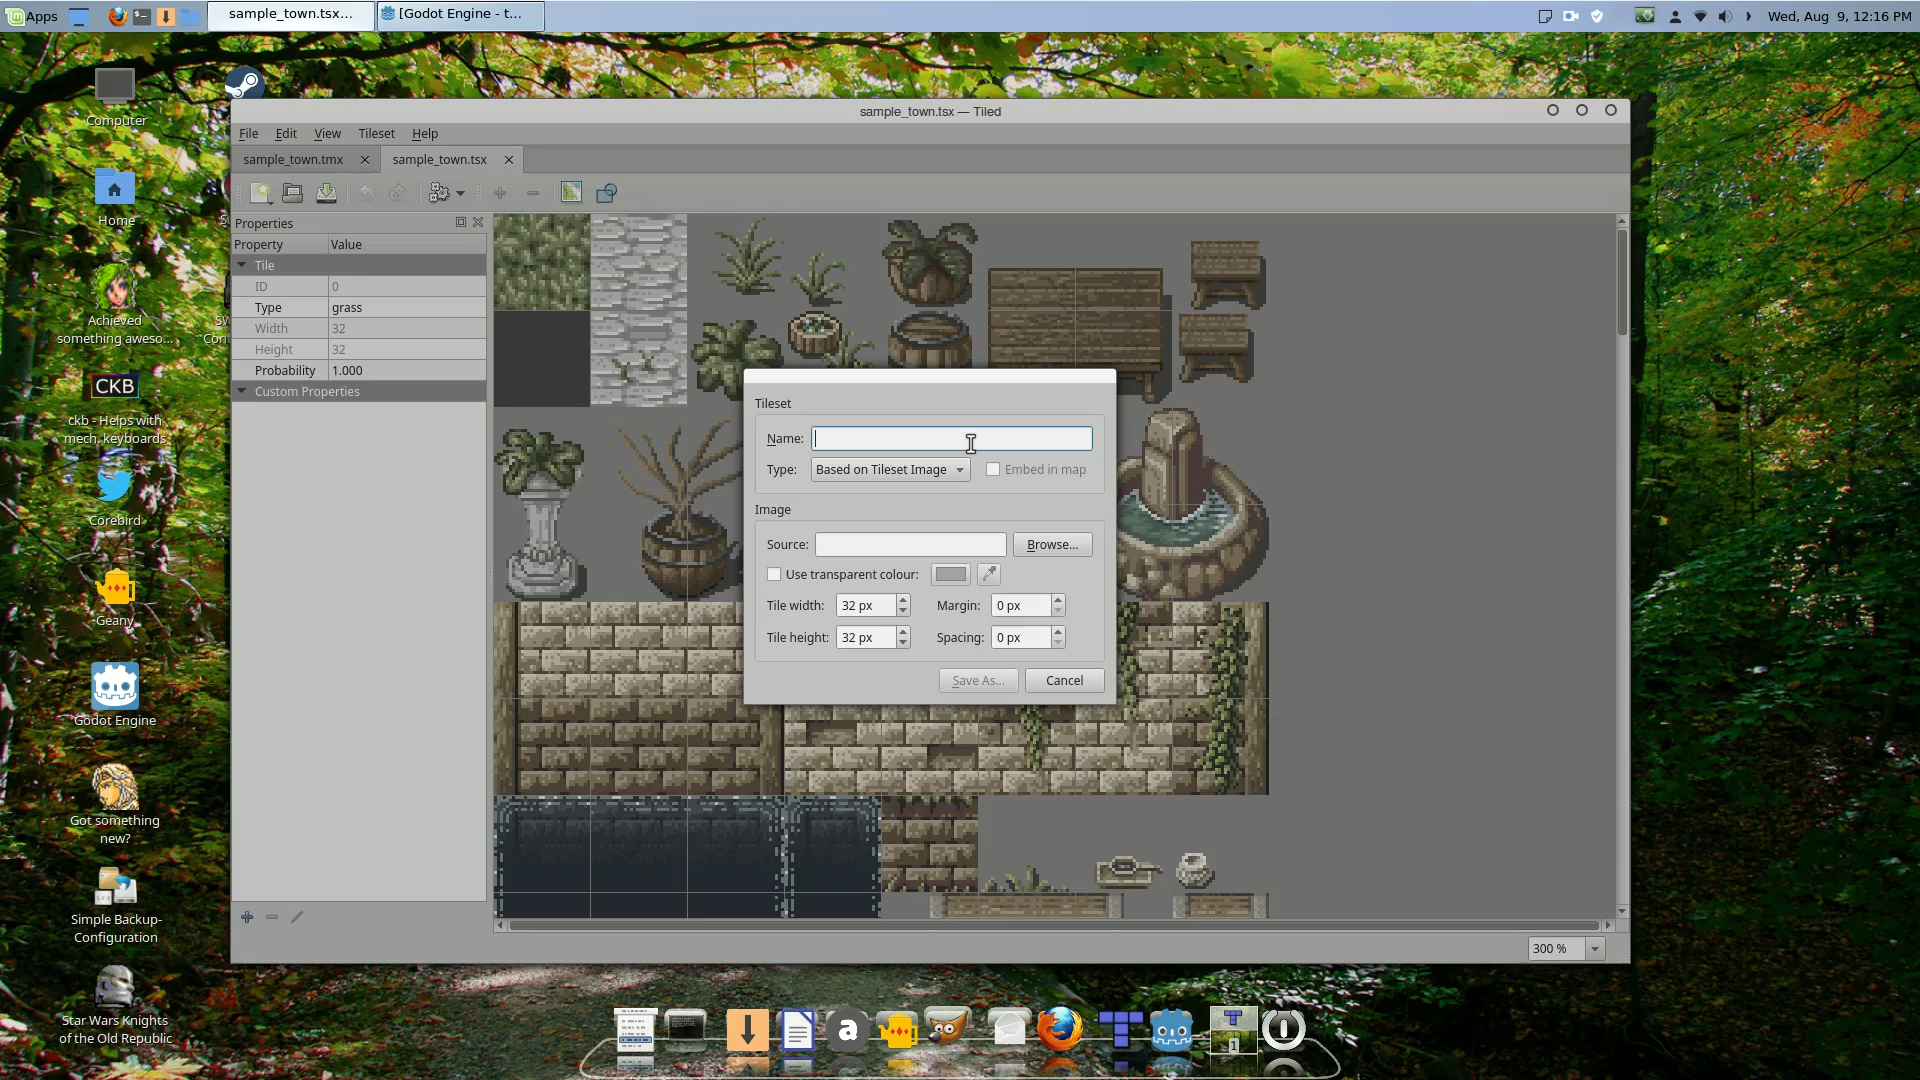 Apps
sample_town.tsx...
[Godot Engine - t...
Wed, Aug 9, 12:16 PM
Computer
Home
Achieved
something aweso...
CKB
ckb - Helps with
mech. keyboards
Corebird
Geany
Godot Engine
Got something
new?
Simple Backup-
Configuration
Star Wars Knights
of the Old Republic
sample_town.tsx — Tiled
File Edit View Tileset Help
sample_town.tmx
sample_town.tsx
Properties
Property Value
Tile
ID 0
Type grass
Width 32
Height 32
Probability 1.000
Custom Properties
Tileset
Name:
Type: Based on Tileset Image Embed in map
Image
Source: Browse...
Use transparent colour:
Tile width: 32 px Margin: 0 px
Tile height: 32 px Spacing: 0 px
Save As... Cancel
300 %
a
1